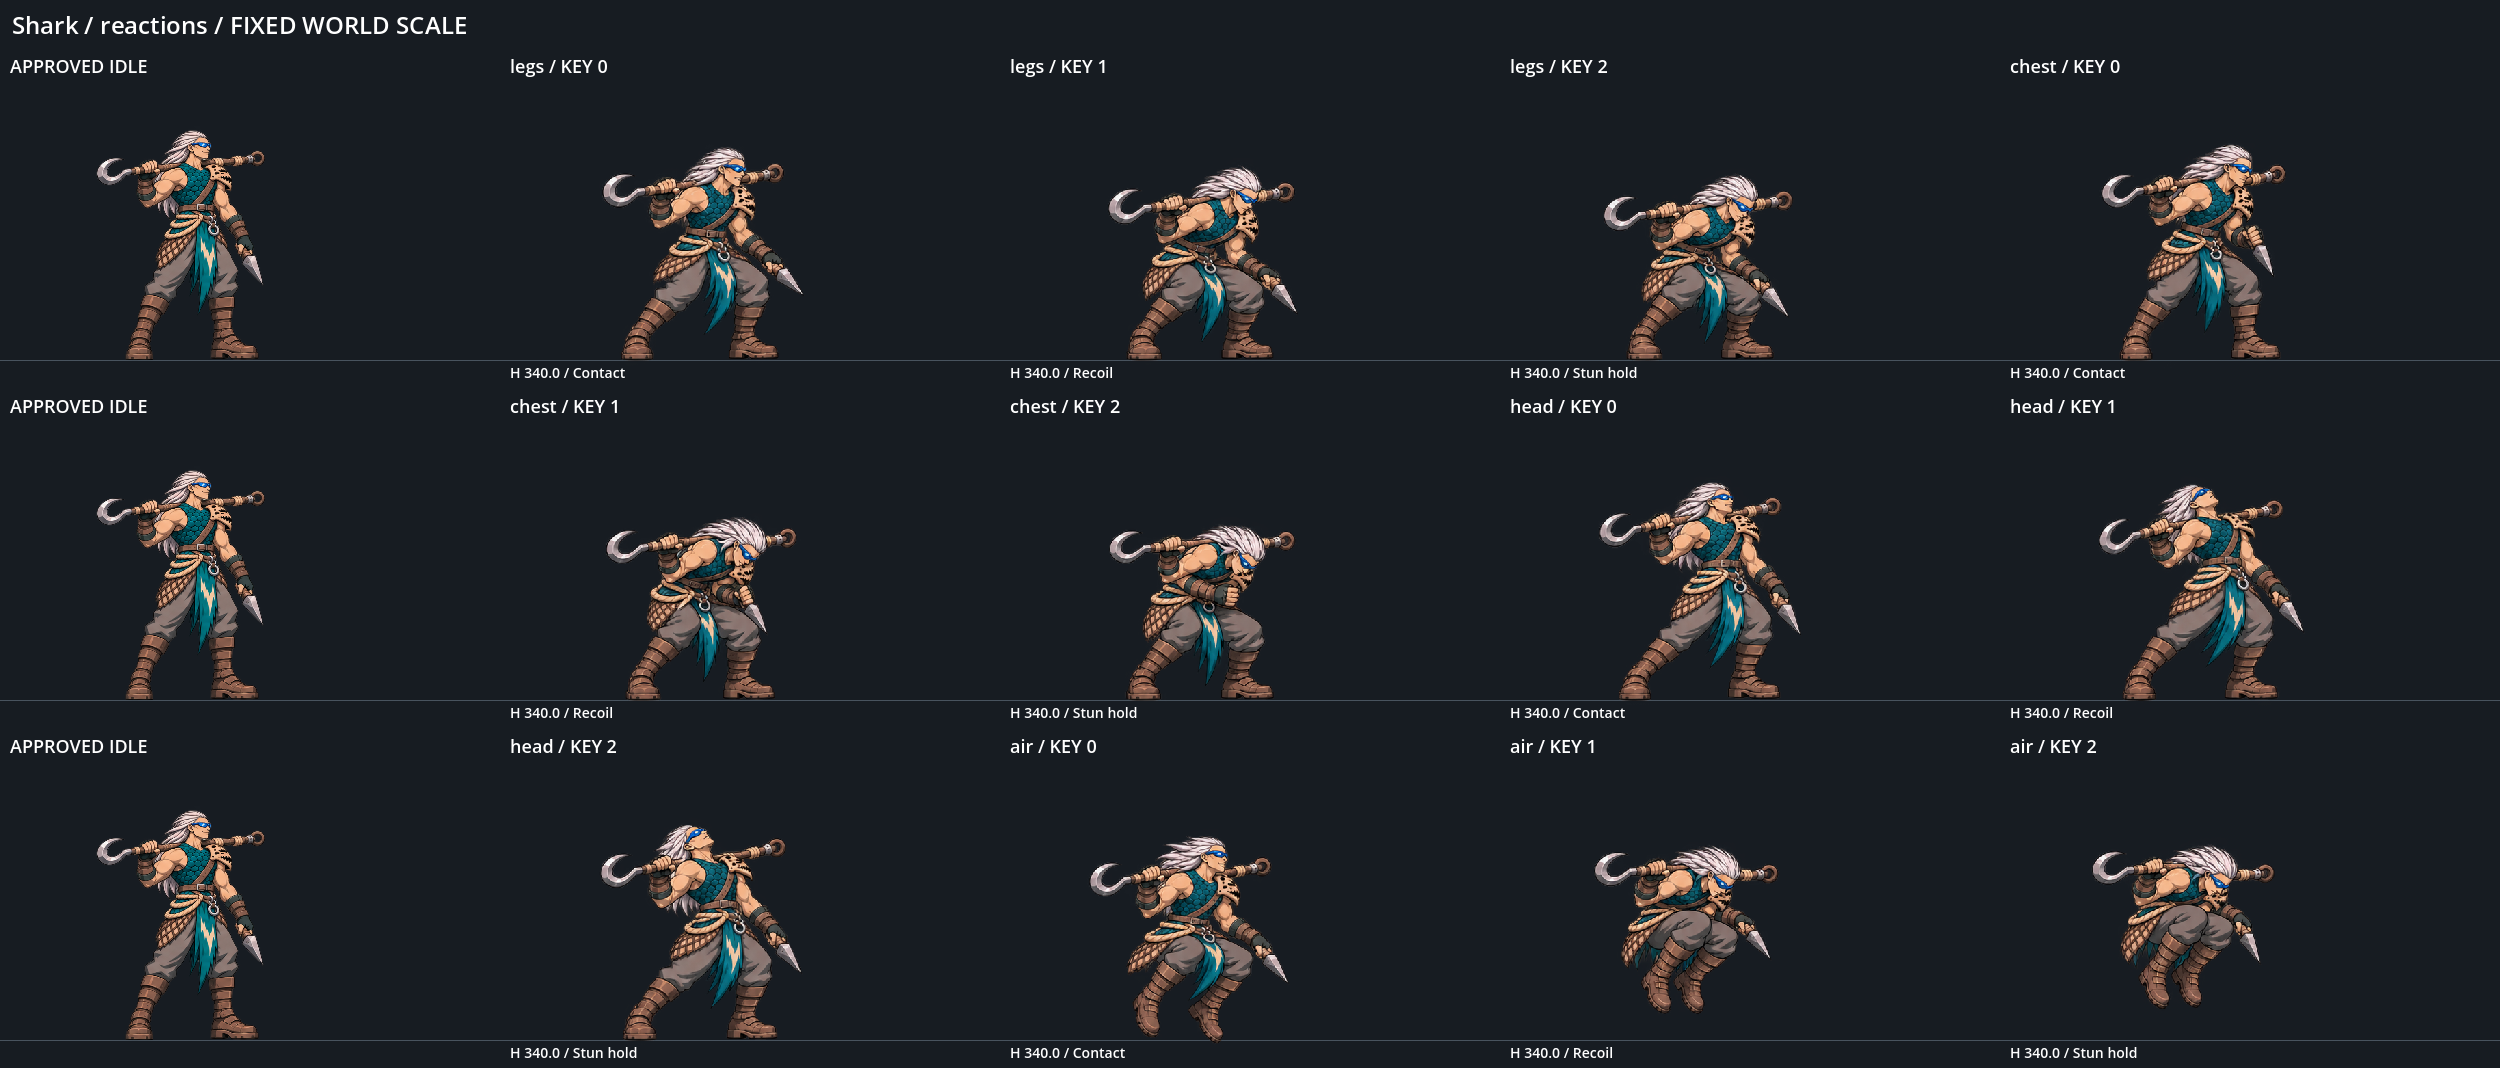 Shark / reactions / FIXED WORLD SCALE
APPROVED IDLE
legs / KEY 0
legs / KEY 1
legs / KEY 2
chest / KEY 0
H 340.0 / Contact
H 340.0 / Recoil
H 340.0 / Stun hold
H 340.0 / Contact
APPROVED IDLE
chest / KEY 1
chest / KEY 2
head / KEY 0
head / KEY 1
H 340.0 / Recoil
H 340.0 / Stun hold
H 340.0 / Contact
H 340.0 / Recoil
APPROVED IDLE
head / KEY 2
air / KEY 0
air / KEY 1
air / KEY 2
H 340.0 / Stun hold
H 340.0 / Contact
H 340.0 / Recoil
H 340.0 / Stun hold